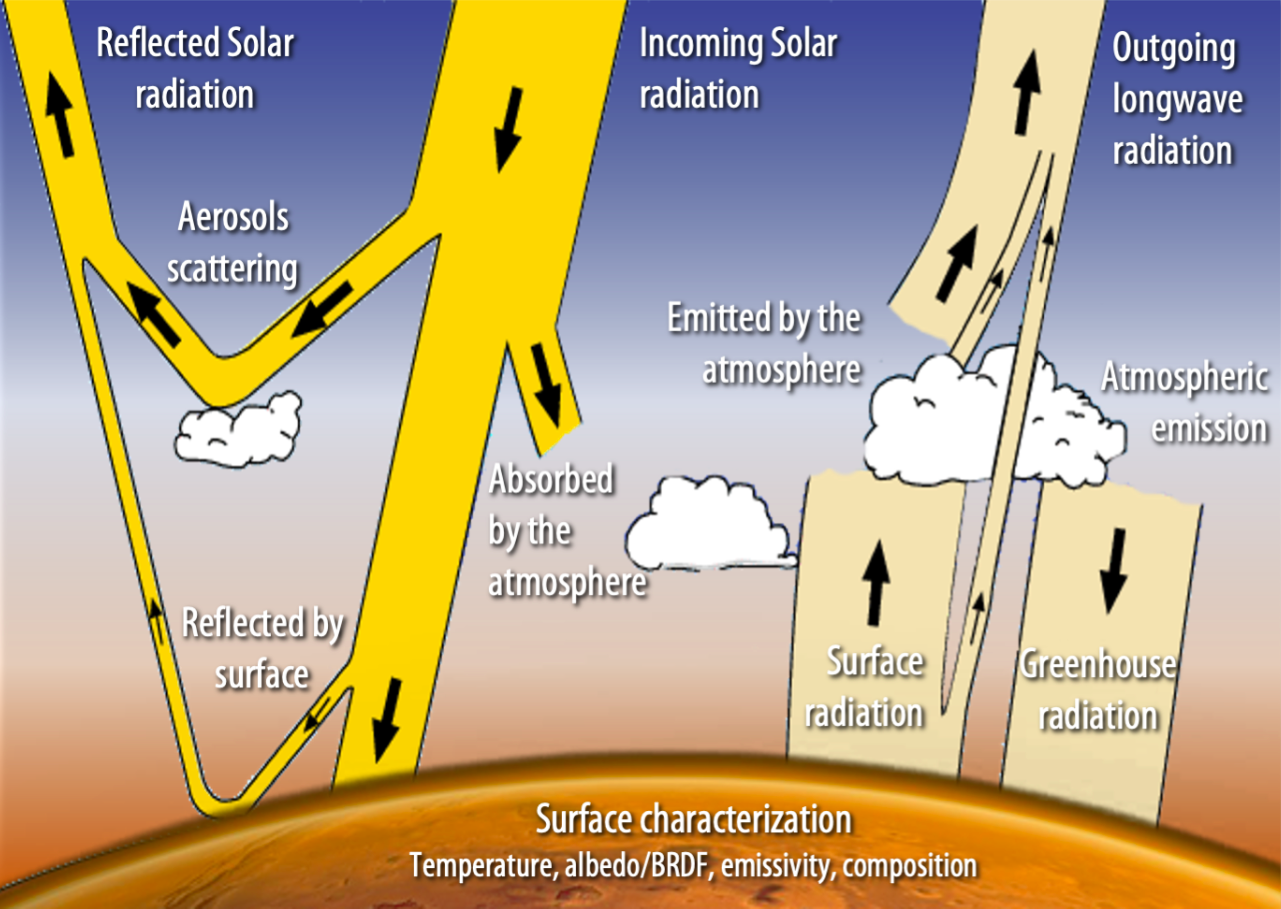 Reflected Solar
radiation
Incoming Solar
radiation
Outgoing
longwave
radiation
Aerosols
scattering
Emitted by the
atmosphere
Atmospheric
emission
Absorbed
by the
atmosphere
Reflected by
surface
Surface
radiation
Greenhouse
radiation
Surface characterization
Temperature, albedo/BRDF, emissivity, composition